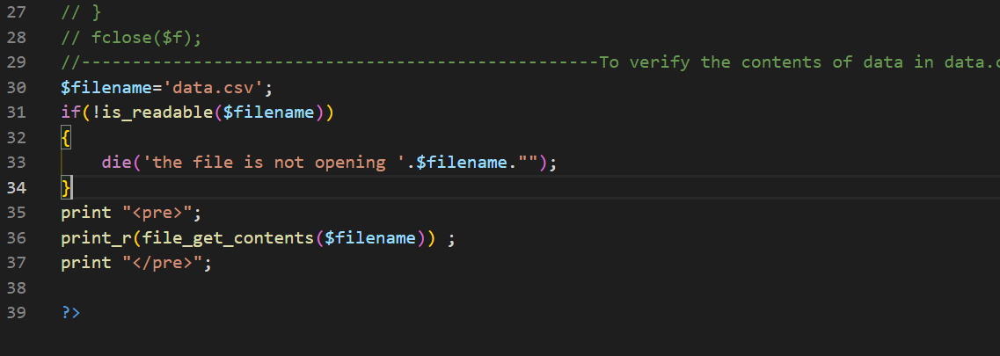 27 // }
28 // fclose($f);
29 //---------------------------------------------------To verify the contents of data in data.
30 $filename='data.csv';
31 if(!is_readable($filename))
32 {
33     die('the file is not opening '.$filename."");
34 }
35 print "<pre>";
36 print_r(file_get_contents($filename)) ;
37 print "</pre>";
38
39 ?>